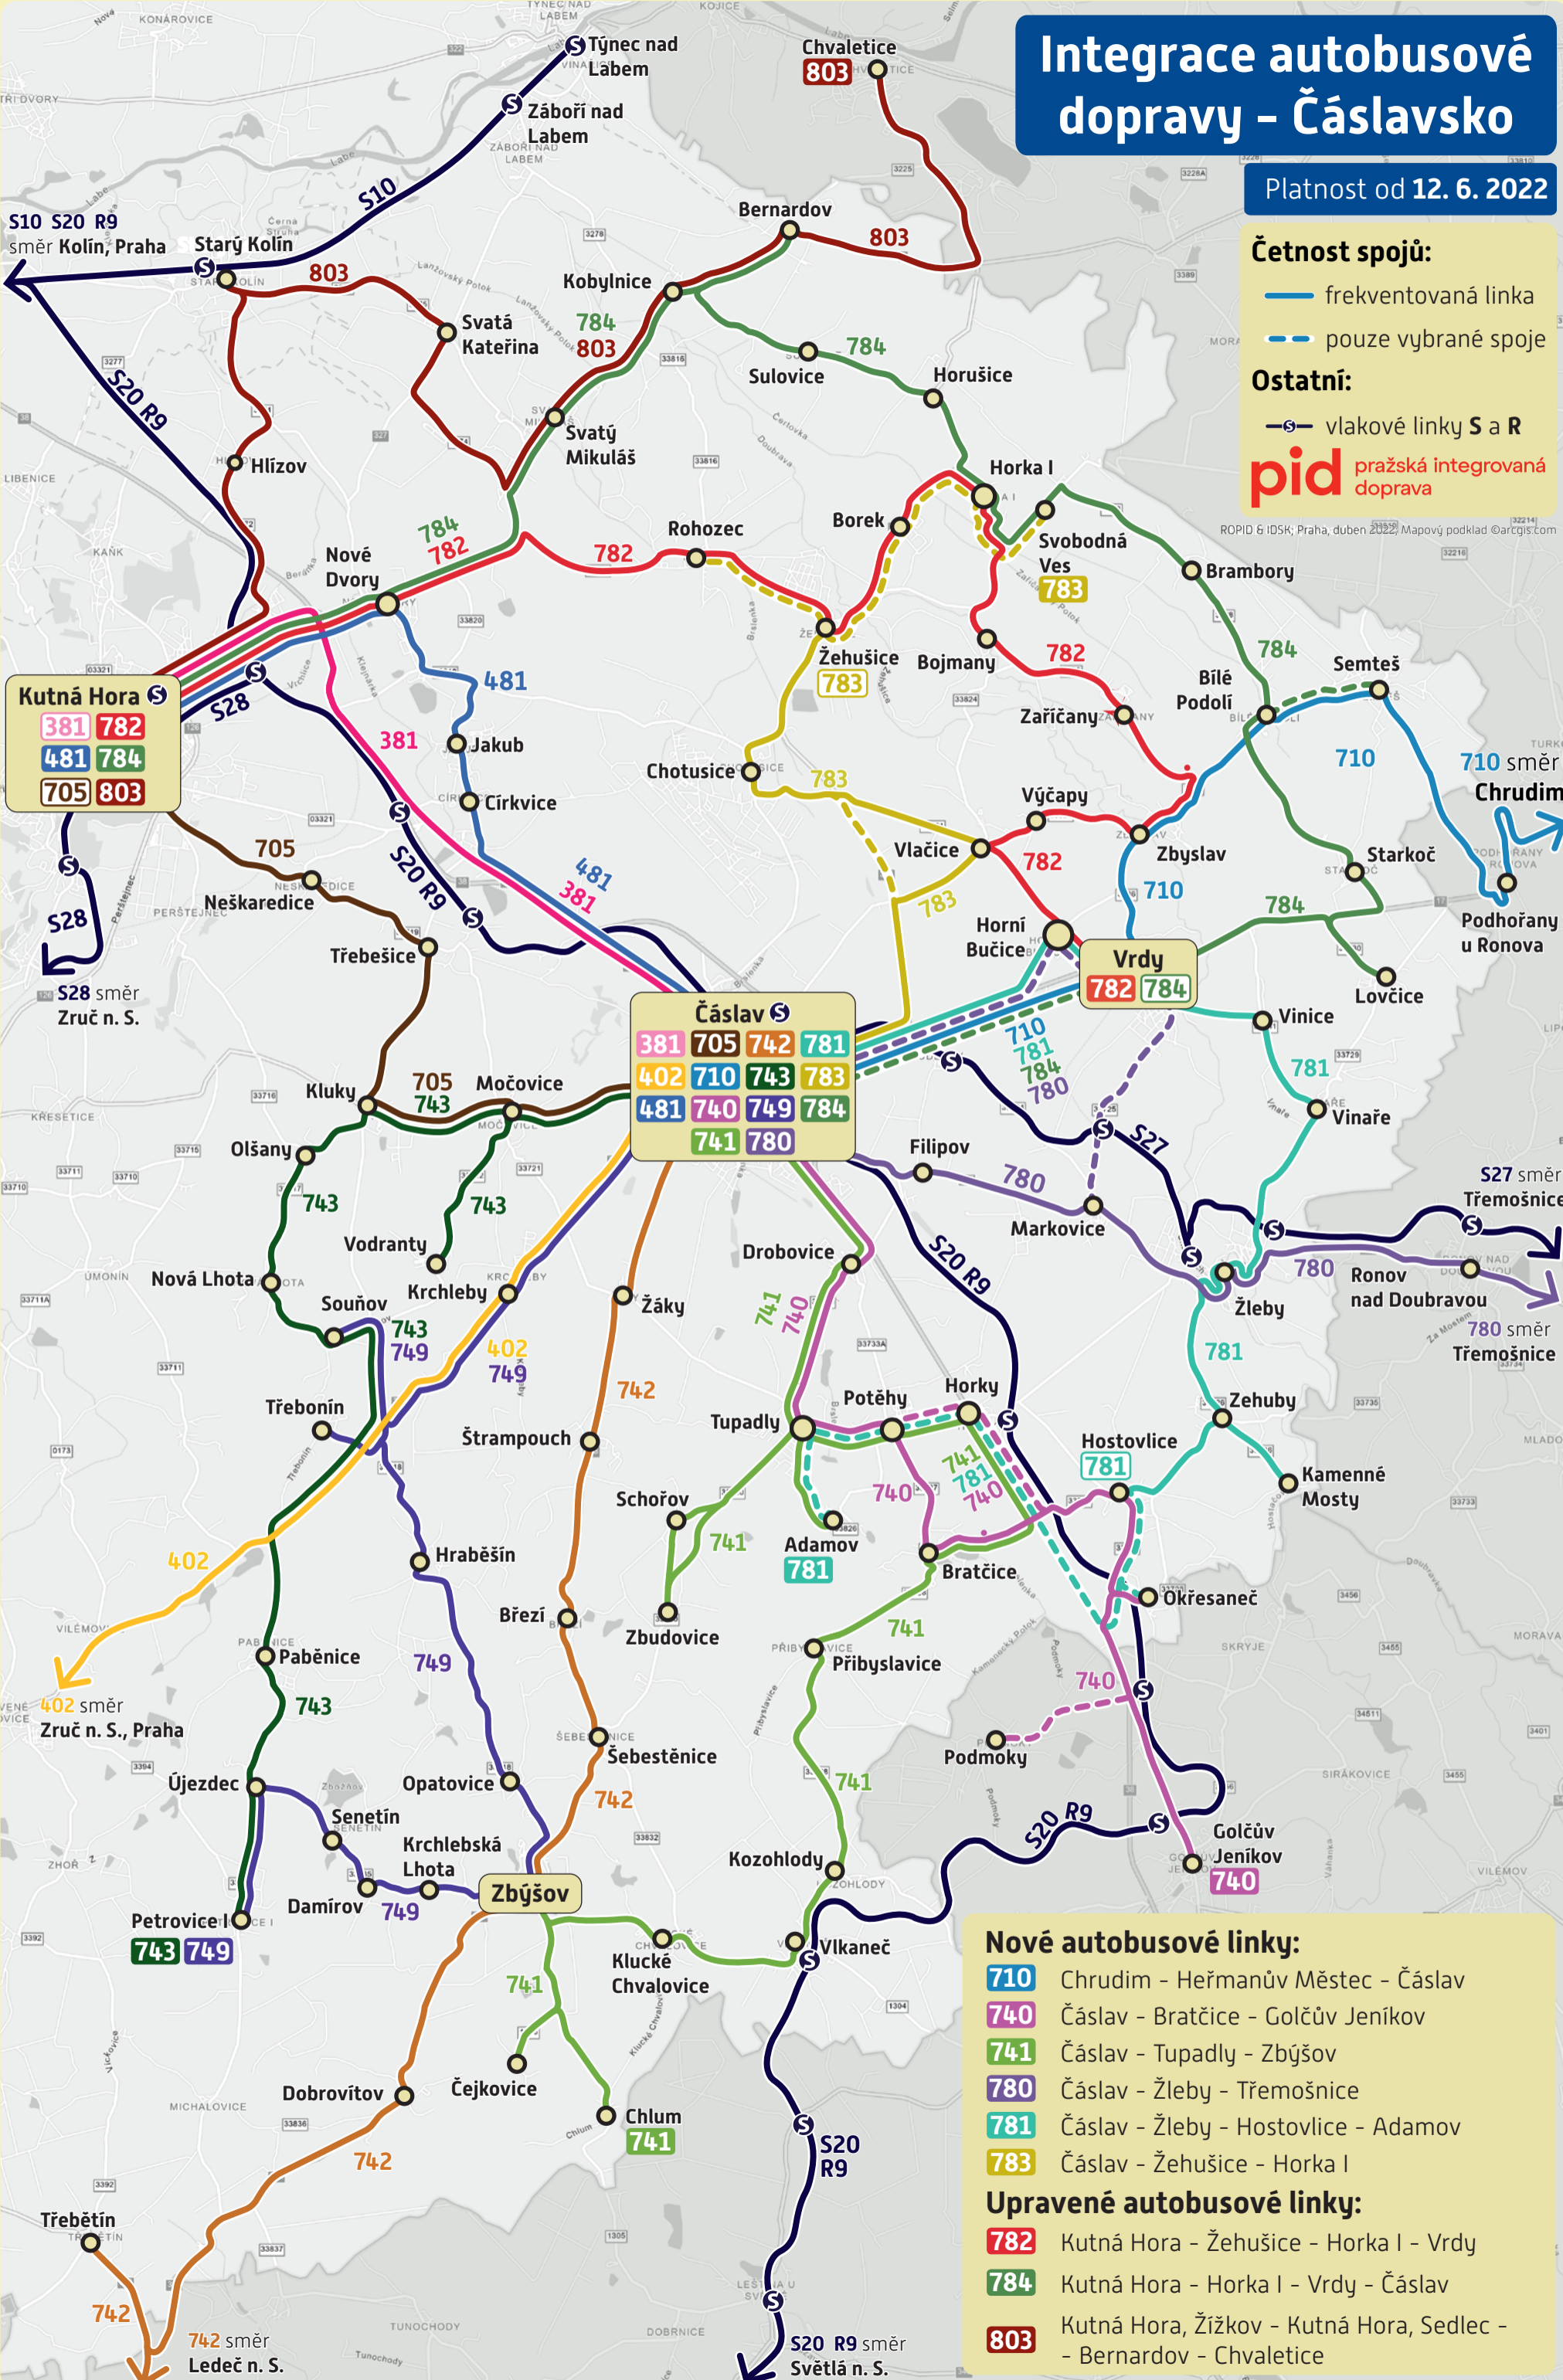 Integrace autobusové
dopravy – Čáslavsko
Platnost od 12. 6. 2022
Četnost spojů:
frekventovaná linka
pouze vybrané spoje
Ostatní:
vlakové linky S a R
pid pražská integrovaná
doprava
ROPID & IDSK; Praha, duben 2022, Mapový podklad ©arcgis.com
Týnec nad
Labem
Záboří nad
Labem
Chvaletice
803
S10
S10 S20 R9
směr Kolín, Praha
Starý Kolín
803
Bernardov
803
Kobylnice
Svatá
Kateřina
784
803
784
Sulovice
Horušice
S20 R9
Svatý
Mikuláš
Hlízov
Horka I
Borek
Rohozec
784
782
782
Nové
Dvory
Svobodná
Ves
783
Brambory
Žehušice
783
Bojmany
782
784
Semteš
Bílé
Podolí
Kutná Hora S
381 782
481 784
705 803
S28
481
381
Jakub
Zaříčany
710
710 směr
Chrudim
Chotusice
783
Církvice
Výčapy
Vlačice
782
Zbyslav
705
Neškaredice
S20 R9
481
381
783
710
Starkoč
784
Podhořany
u Ronova
S28
Třebešice
Horní
Bučice
Vrdy
782 784
Lovčice
S28 směr
Zruč n. S.
Čáslav S
381 705 742 781
402 710 743 783
481 740 749 784
741 780
710
781
784
780
Vinice
781
Vinaře
Kluky
705
743
Močovice
Olšany
743
743
Filipov
780
S27
Markovice
S27 směr
Třemošnice
Vodranty
Nová Lhota
Krchleby
Drobovice
S20 R9
780
Ronov
nad Doubravou
Žleby
780 směr
Třemošnice
Souňov
743
749
Žáky
741
740
402
749
742
781
Třebonín
Štrampouch
Tupadly
Potěhy
Horky
Zehuby
Hostovlice
781
741
781
740
740
Kamenné
Mosty
Schořov
741
Adamov
781
Bratčice
Okřesaneč
402
Hraběšín
Březí
Zbudovice
741
Přibyslavice
Paběnice
749
740
402 směr
Zruč n. S., Praha
743
Šebestěnice
Podmoky
Újezdec
Opatovice
742
741
Senetín
Krchlebská
Lhota
S20 R9
Golčův
Jeníkov
740
Kozohlody
Damírov
749
Zbýšov
Petrovice I
743 749
Klucké
Chvalovice
Vlkaneč
741
Čejkovice
Dobrovítov
Chlum
741
742
S20
R9
Třebětín
742
742 směr
Ledeč n. S.
S20 R9 směr
Světlá n. S.
Nové autobusové linky:
710 Chrudim – Heřmanův Městec – Čáslav
740 Čáslav – Bratčice – Golčův Jeníkov
741 Čáslav – Tupadly – Zbýšov
780 Čáslav – Žleby – Třemošnice
781 Čáslav – Žleby – Hostovlice – Adamov
783 Čáslav – Žehušice – Horka I
Upravené autobusové linky:
782 Kutná Hora – Žehušice – Horka I – Vrdy
784 Kutná Hora – Horka I – Vrdy – Čáslav
803 Kutná Hora, Žížkov – Kutná Hora, Sedlec –
– Bernardov – Chvaletice